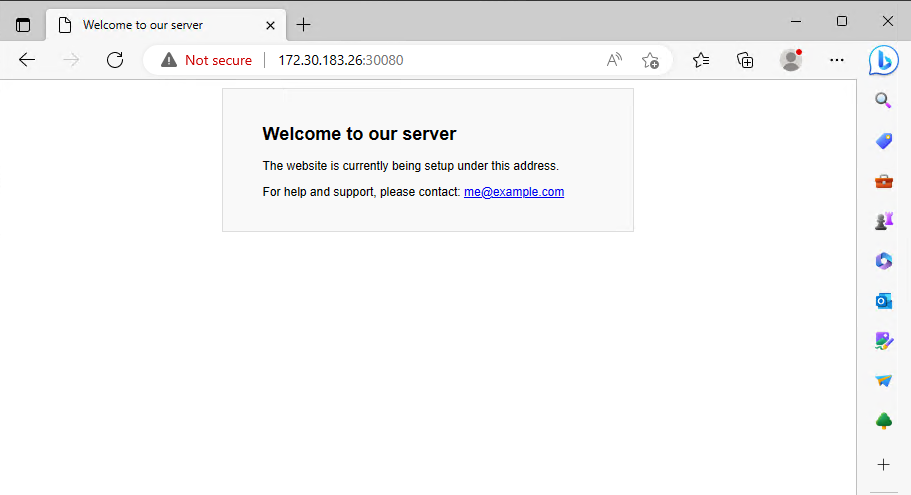 Welcome to our server
Not secure 172.30.183.26:30080
Welcome to our server
The website is currently being setup under this address.
For help and support, please contact: me@example.com